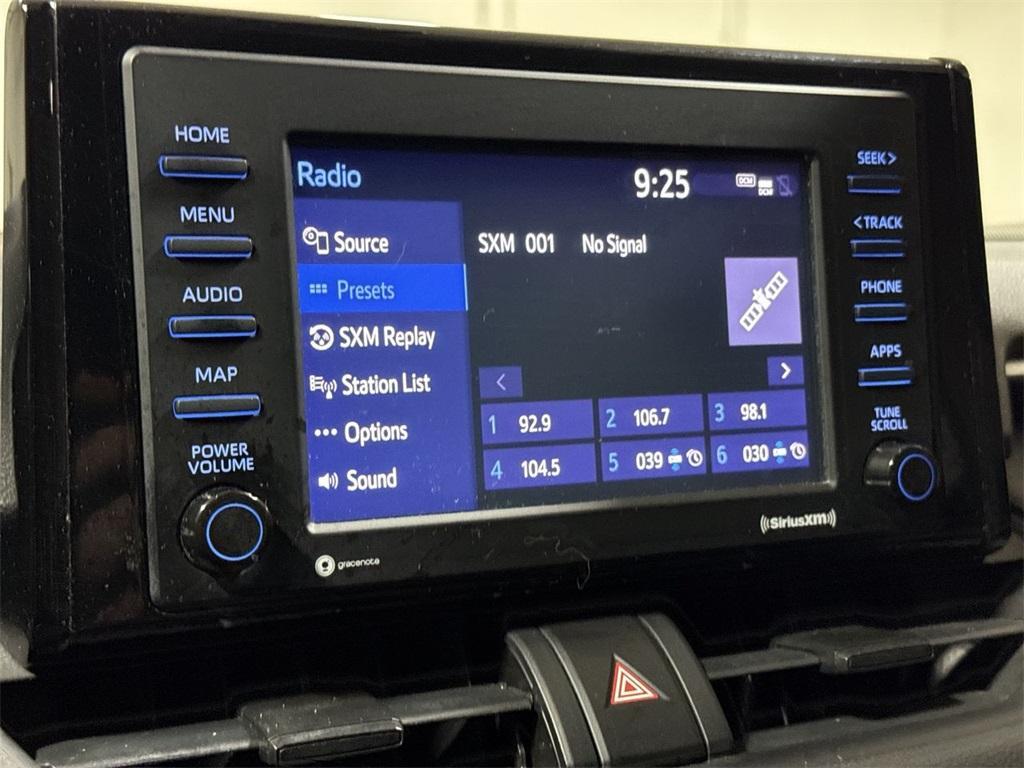 HOME
MENU
AUDIO
MAP
POWER
VOLUME
Radio
9:25
DCM
DCM
Source
Presets
SXM Replay
Station List
Options
Sound
SXM 001 No Signal
<
>
1 92.9
2 106.7
3 98.1
4 104.5
5 039
6 030
SEEK>
<TRACK
PHONE
APPS
TUNE
SCROLL
gracenote
((SiriusXM))